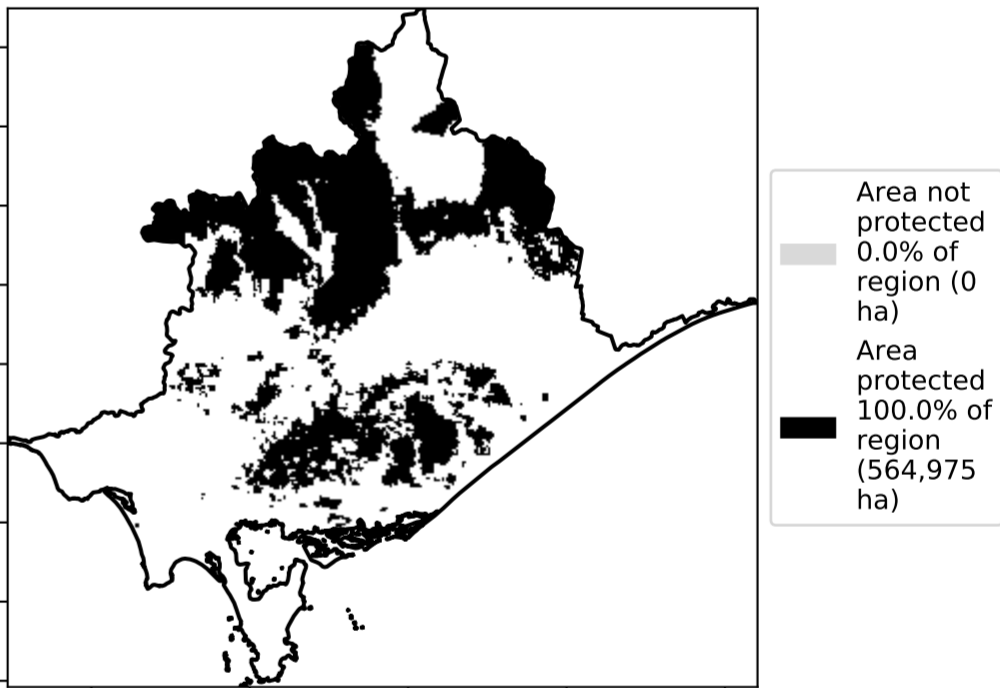 Area not
protected
0.0% of
region (0
ha)
Area
protected
100.0% of
region
(564,975
ha)